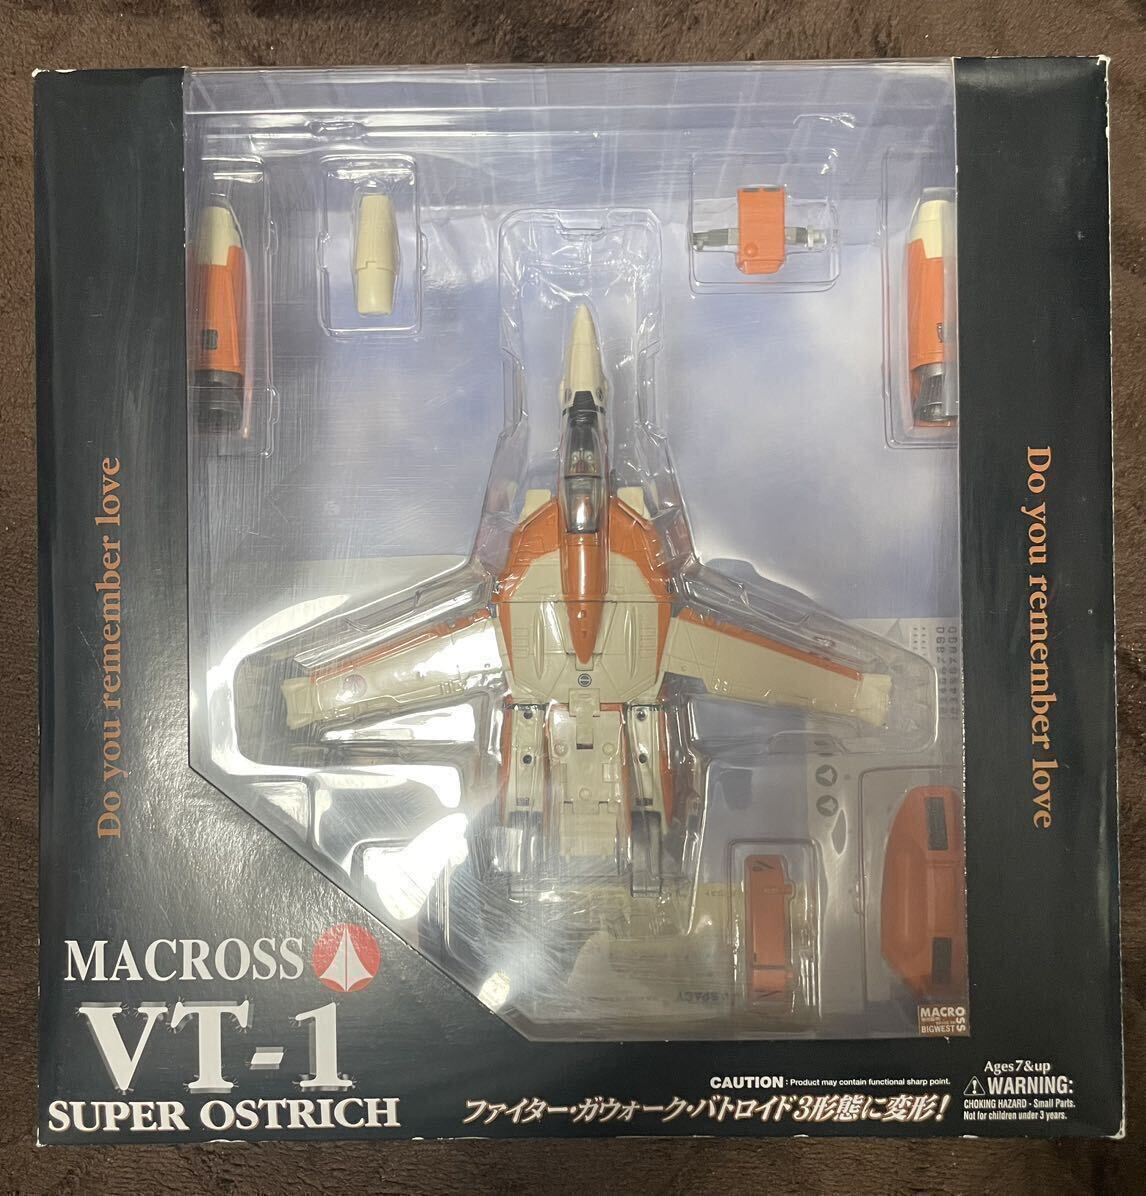 Do you remember love
Do you remember love
MACROSS
VT-1
SUPER OSTRICH
SPACY
MACROSS
BIGWEST
CAUTION : Product may contain functional sharp point.
ファイター・ガウォーク・バトロイド3形態に変形!
Ages 7&up
WARNING:
CHOKING HAZARD - Small Parts.
Not for children under 3 years.